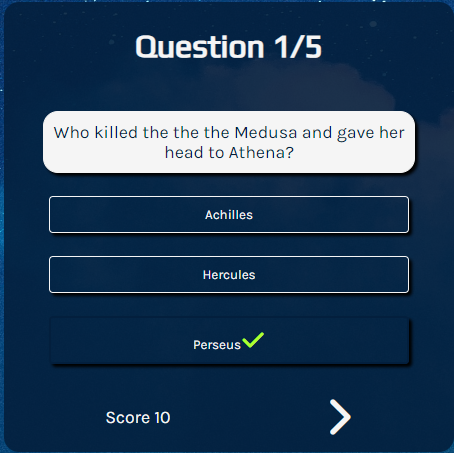 Question 1/5
Who killed the the the Medusa and gave her
head to Athena?
Achilles
Hercules
Perseus
Score 10